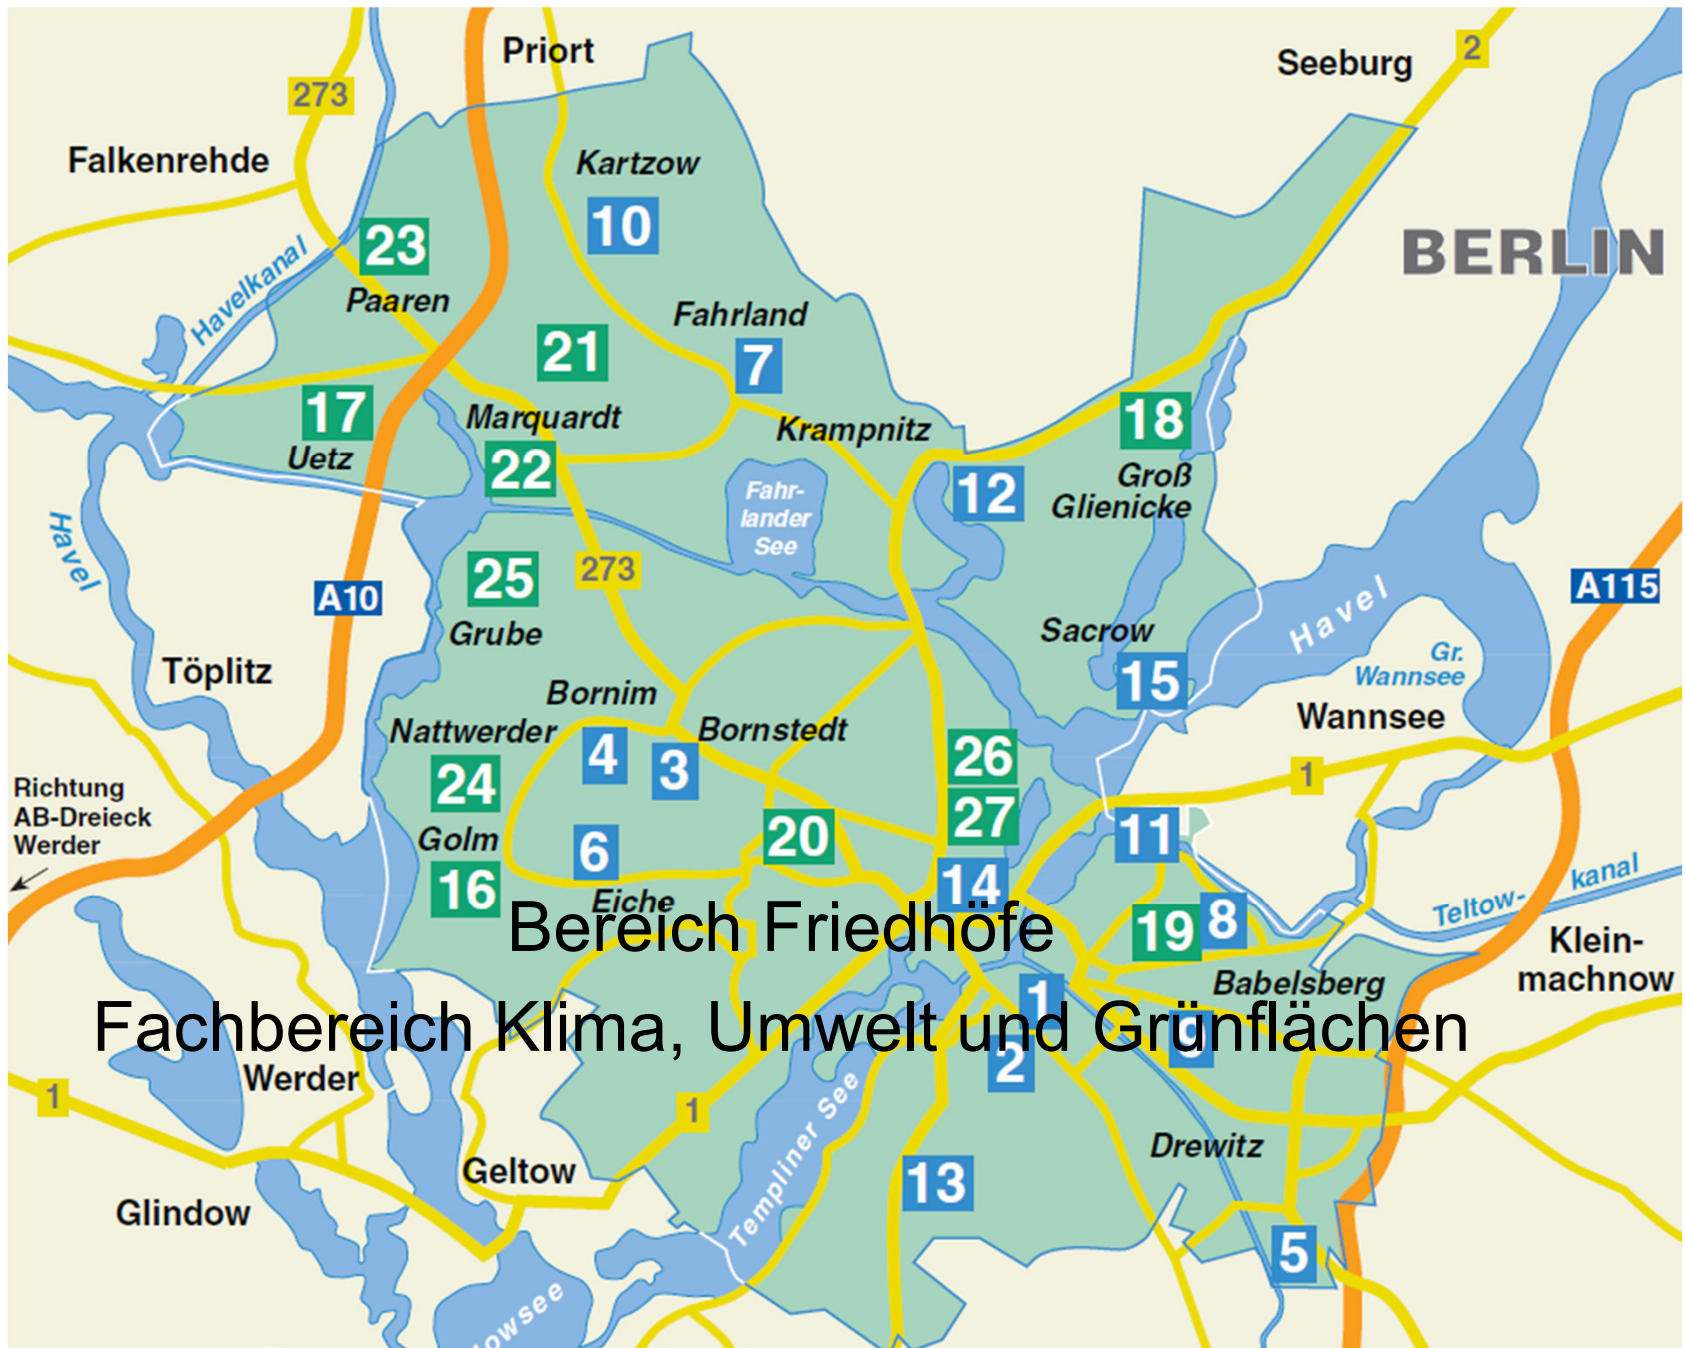 Priort
Seeburg
2
273
Falkenrehde
Kartzow
10
BERLIN
23
Havelkanal
Paaren
Fahrland
21
7
17
Marquardt
Krampnitz
18
Uetz
22
Groß
Glienicke
12
Fahr-
lander
See
Havel
25
273
A10
A115
Havel
Grube
Sacrow
Gr.
Wannsee
Töplitz
15
Bornim
Wannsee
Nattwerder
Bornstedt
4
3
26
1
24
Richtung
AB-Dreieck
Werder
27
20
11
Golm
6
16
14
Eiche
kanal
Teltow-
19
8
Bereich Friedhöfe
Klein-
machnow
Babelsberg
1
Fachbereich Klima, Umwelt und Grünflächen
9
2
Werder
1
1
Templiner See
Drewitz
Geltow
13
Glindow
5
owsee